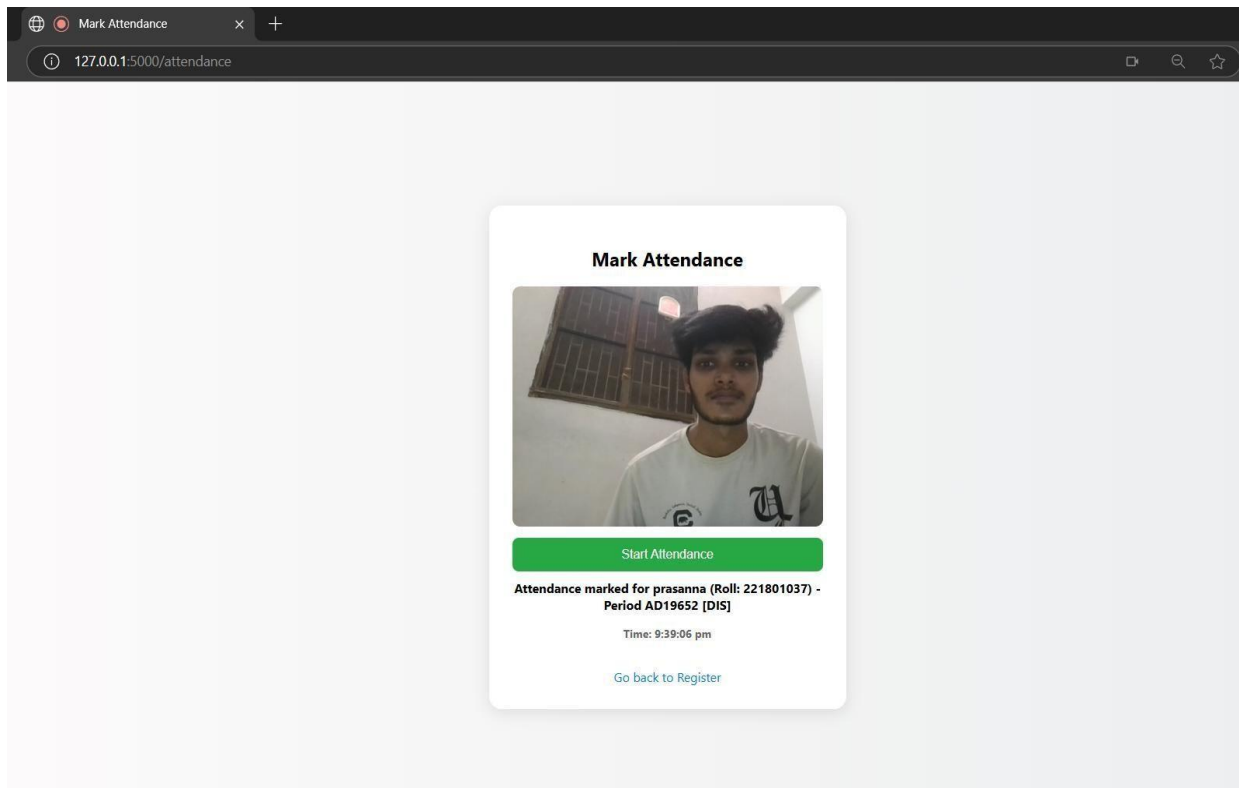 Mark Attendance
127.0.0.1:5000/attendance
Mark Attendance
U
Start Attendance
Attendance marked for prasanna (Roll: 221801037) -
Period AD19652 [DIS]
Time: 9:39:06 pm
Go back to Register